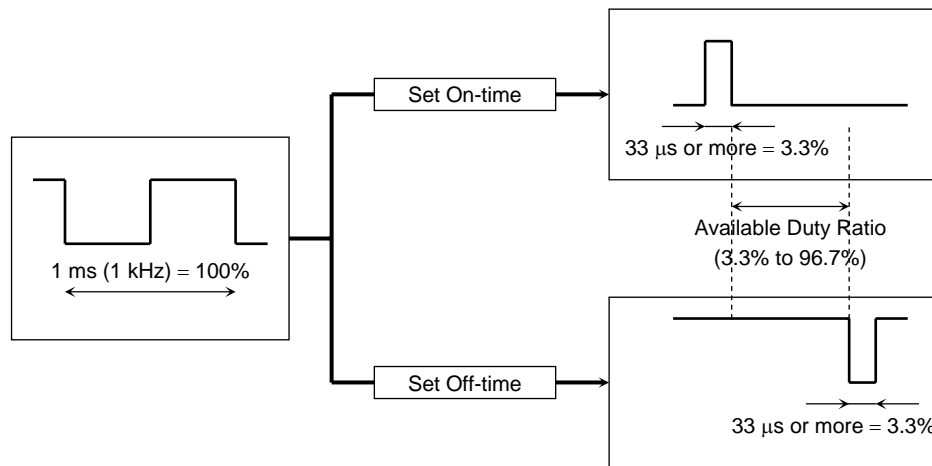 Set On-time
33 μs or more = 3.3%
1 ms (1 kHz) = 100%
Available Duty Ratio
(3.3% to 96.7%)
Set Off-time
33 μs or more = 3.3%